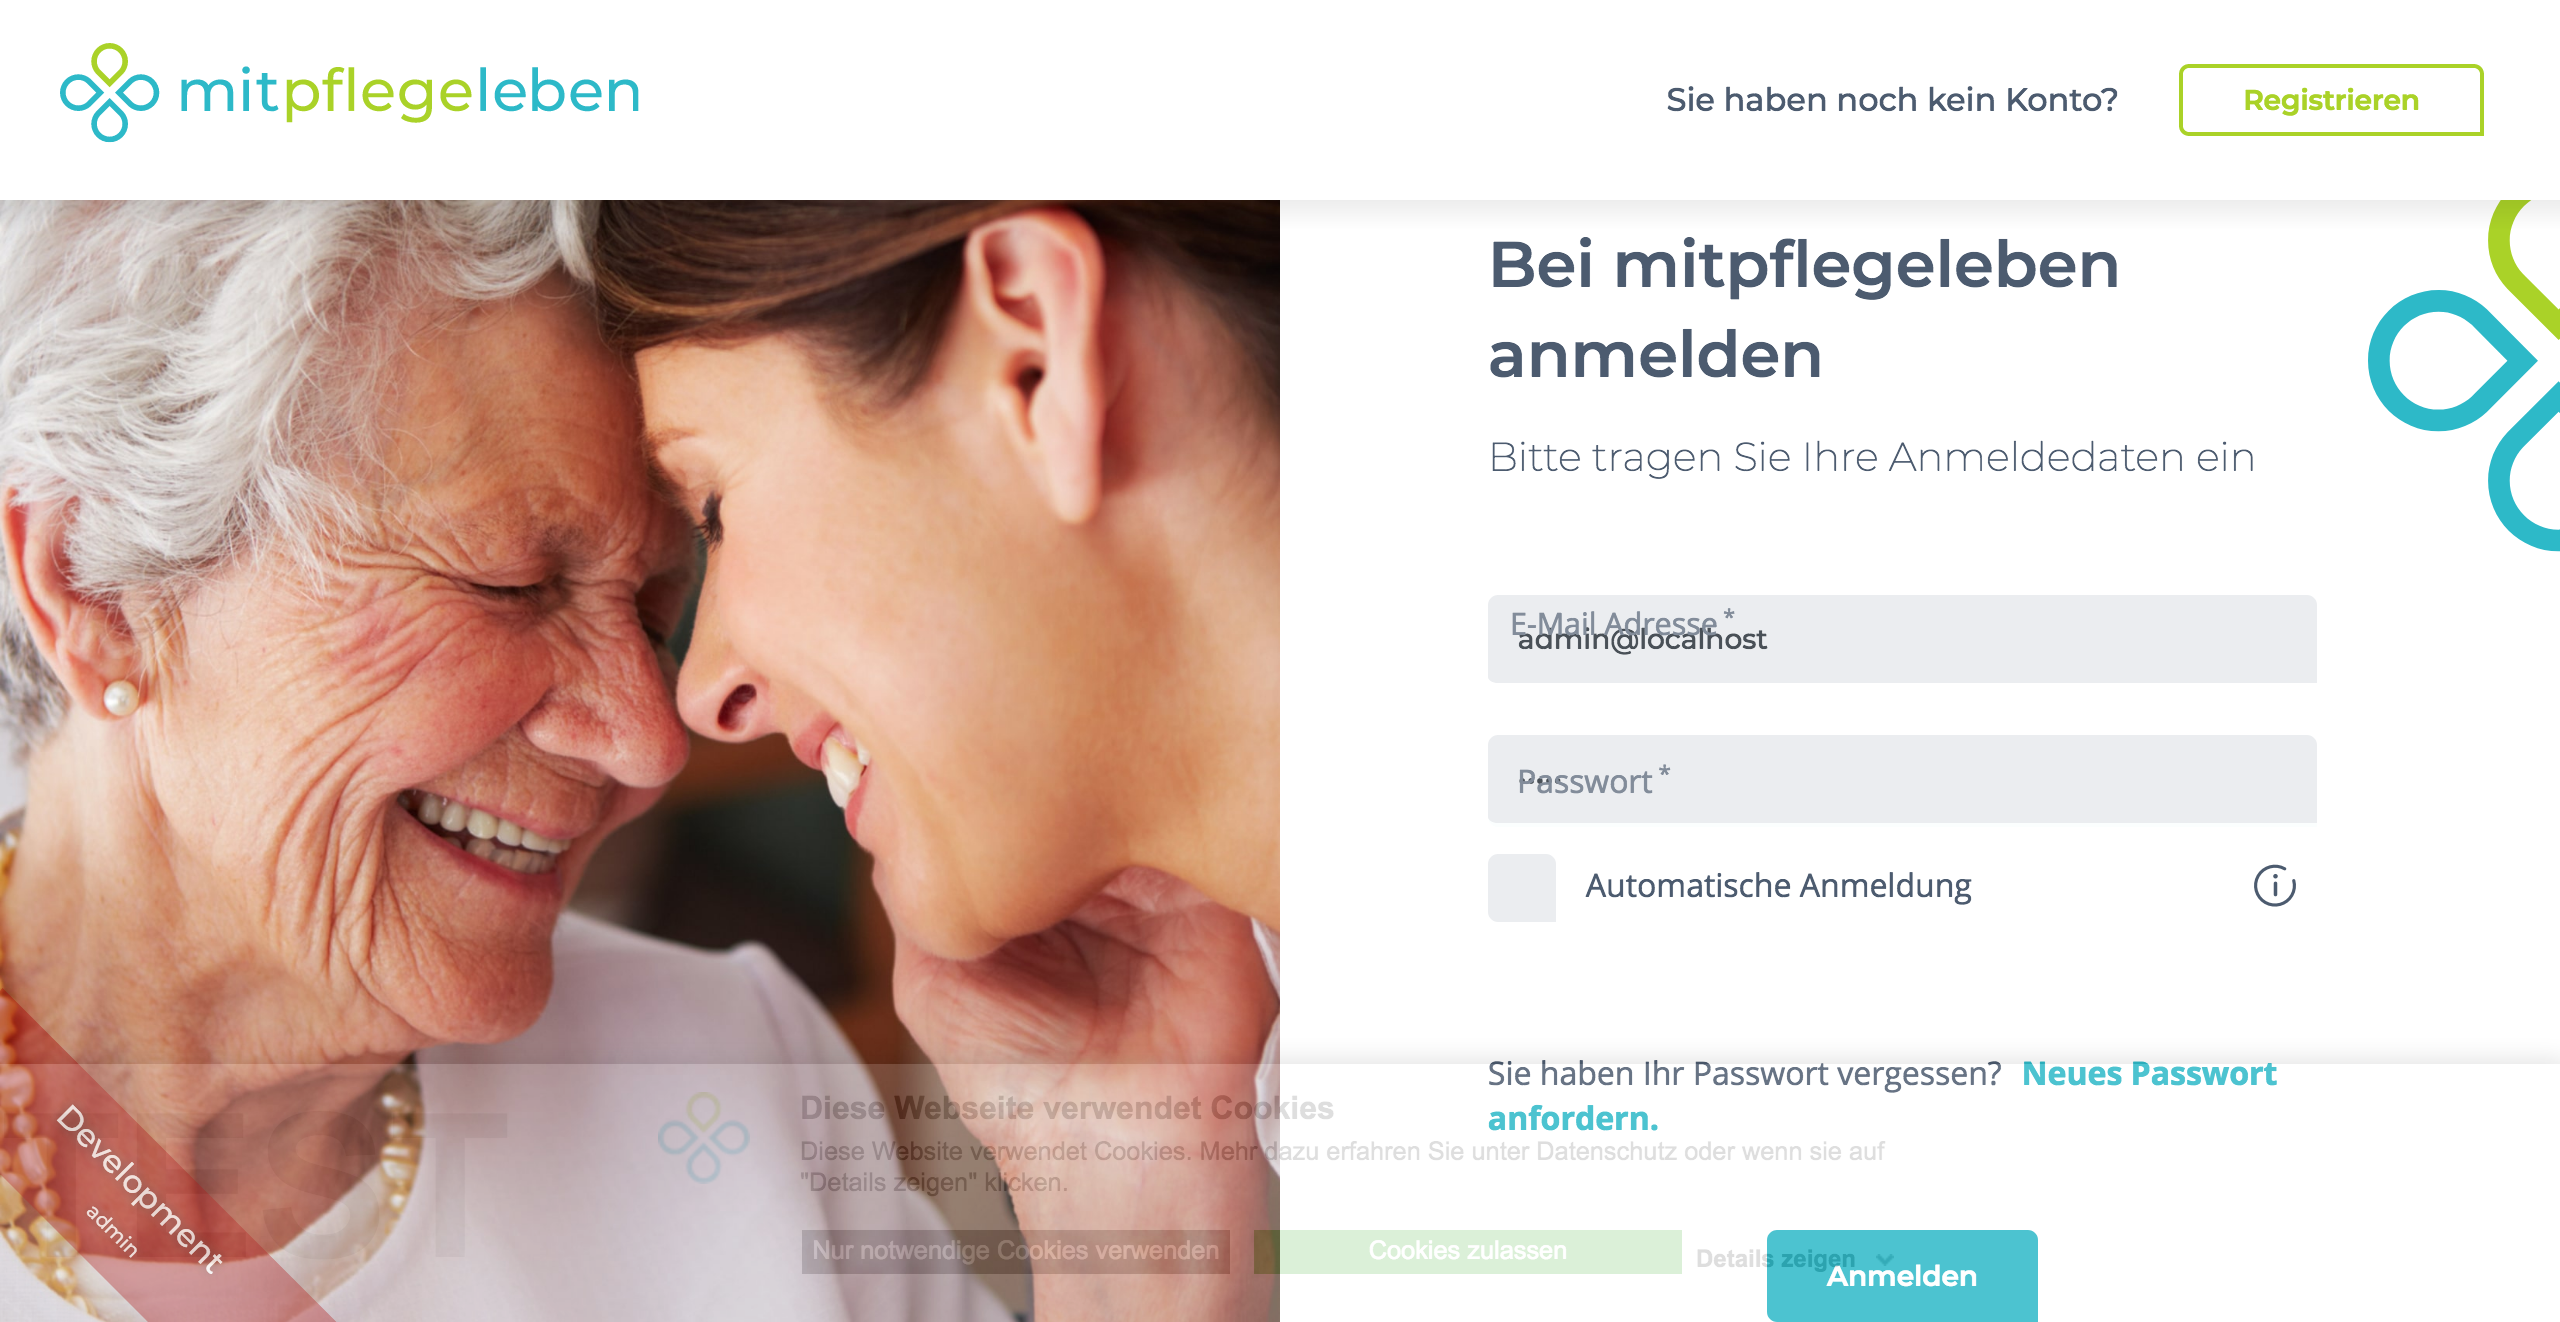 mitpflegeleben
Sie haben noch kein Konto?
Registrieren
Bei mitpflegeleben
anmelden
Bitte tragen Sie Ihre Anmeldedaten ein
E-Mail Adresse *
admin@localhost
Passwort *
Automatische Anmeldung
Sie haben Ihr Passwort vergessen? Neues Passwort
anfordern.
Diese Webseite verwendet Cookies
Diese Website verwendet Cookies. Mehr dazu erfahren Sie unter Datenschutz oder wenn sie auf
"Details zeigen" klicken.
Nur notwendige Cookies verwenden
Cookies zulassen
Details zeigen
Anmelden
TEST
Development
admin